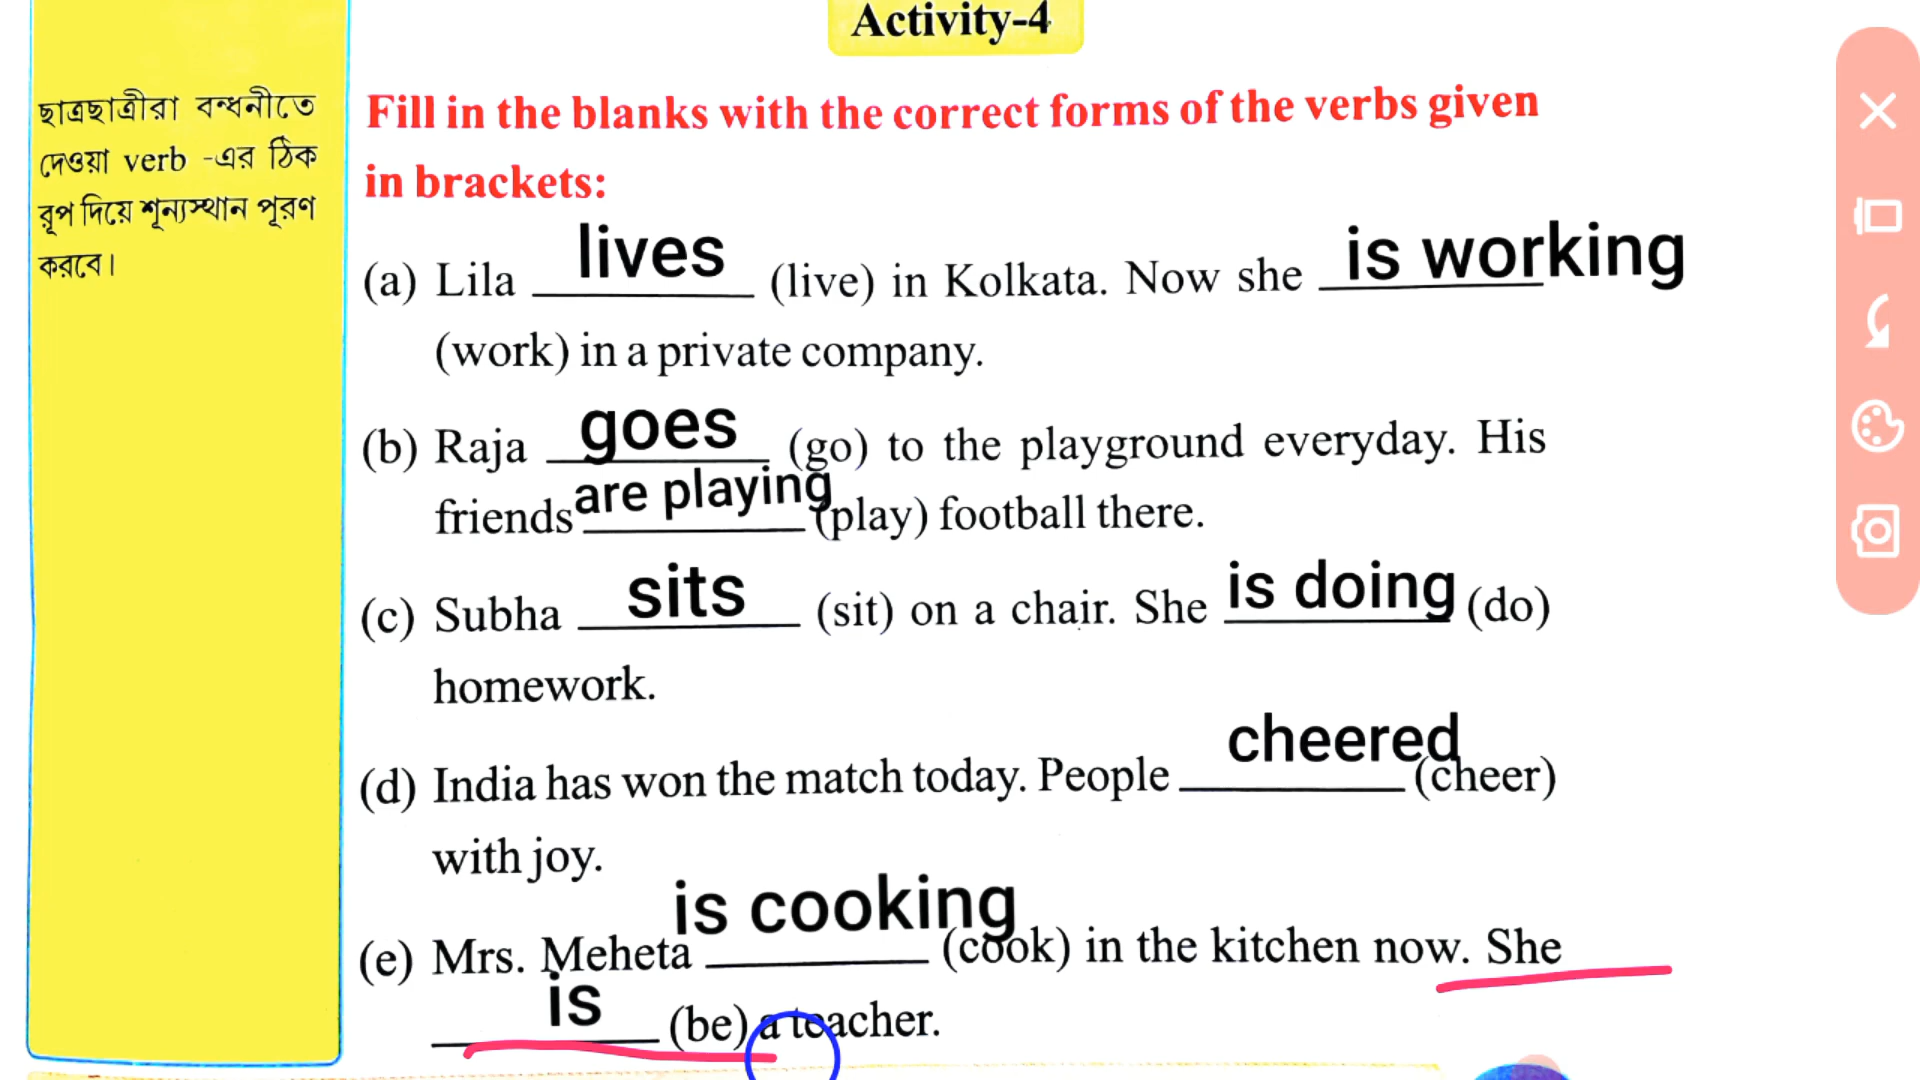 Activity-4
ছাত্রছাত্রীরা বন্ধনীতে
দেওয়া verb -এর ঠিক
রূপ দিয়ে শূন্যস্থান পূরণ
করবে।
Fill in the blanks with the correct forms of the verbs given
in brackets:
(a) Lila lives (live) in Kolkata. Now she is working
(work) in a private company.
(b) Raja goes (go) to the playground everyday. His
friends are playing (play) football there.
(c) Subha sits (sit) on a chair. She is doing (do)
homework.
(d) India has won the match today. People cheered (cheer)
with joy.
(e) Mrs. Meheta is cooking (cook) in the kitchen now. She
is (be) a teacher.